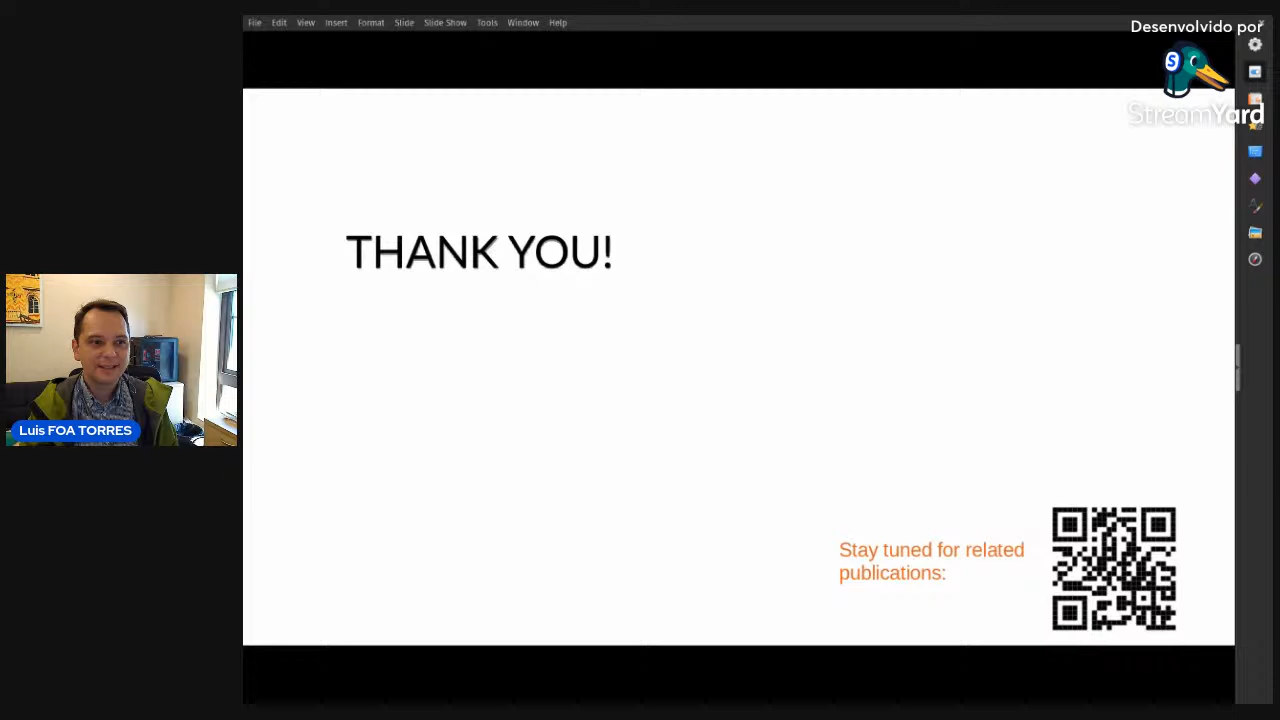 File Edit View Insert Format Slide Slide Show Tools Window Help
Desenvolvido por
S
StreamYard
THANK YOU!
Luis FOA TORRES
Stay tuned for related
publications: